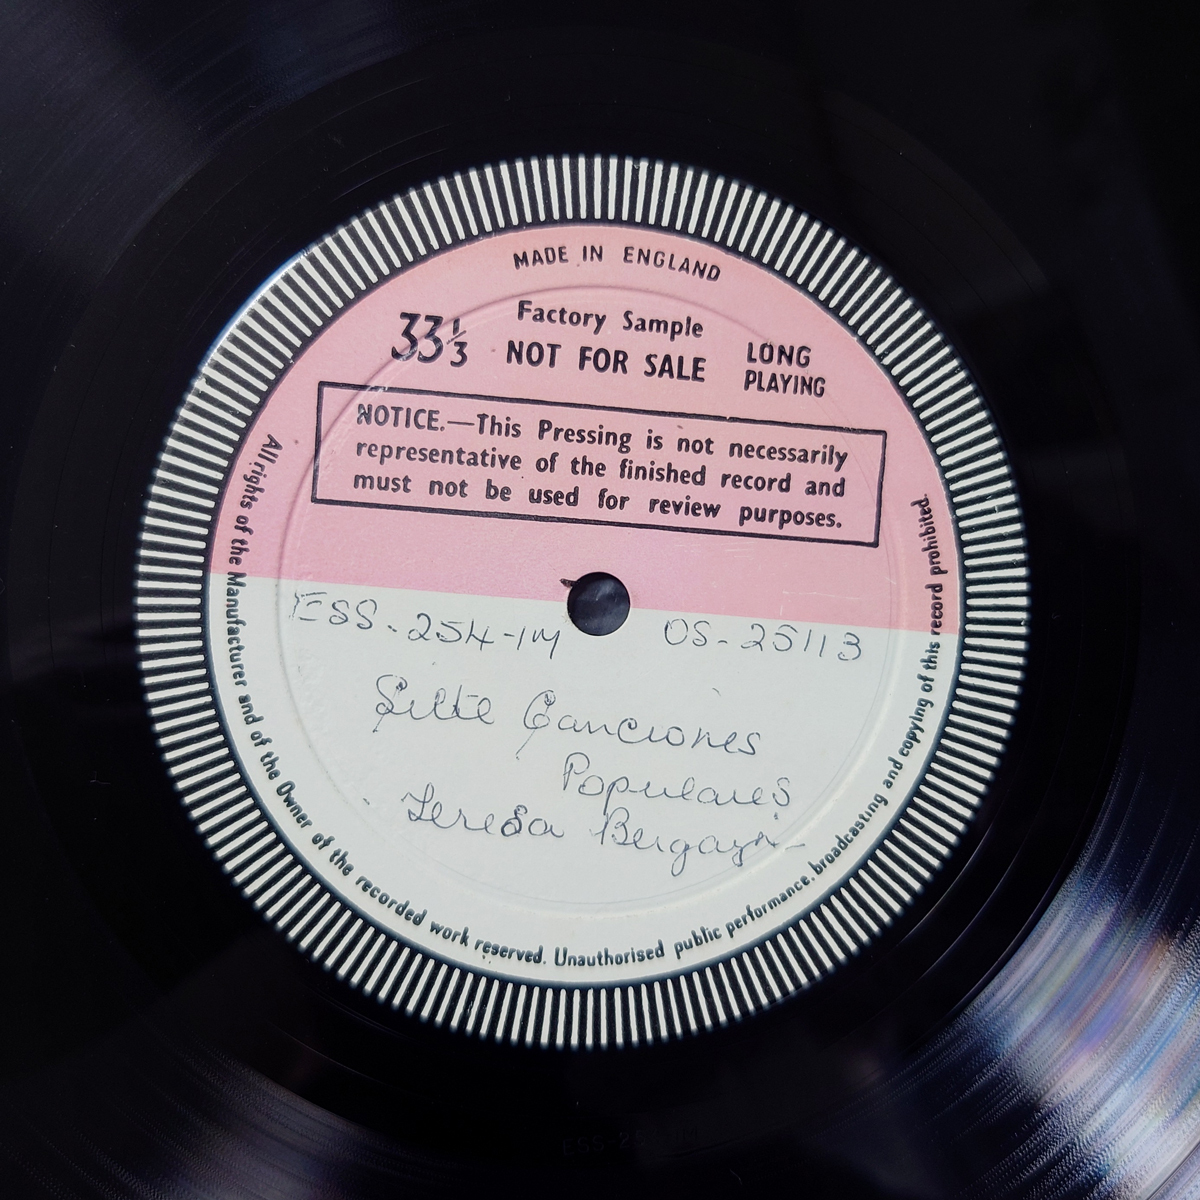 MADE IN ENGLAND
33⅓
Factory Sample
NOT FOR SALE
LONG
PLAYING
NOTICE.—This Pressing is not necessarily
representative of the finished record and
must not be used for review purposes.
ESS-254-1M OS-25113
Siete Canciones
Populares
Teresa
All rights of the Manufacturer and of the Owner of the recorded work reserved. Unauthorised public performance, broadcasting and copying of this record prohibited.